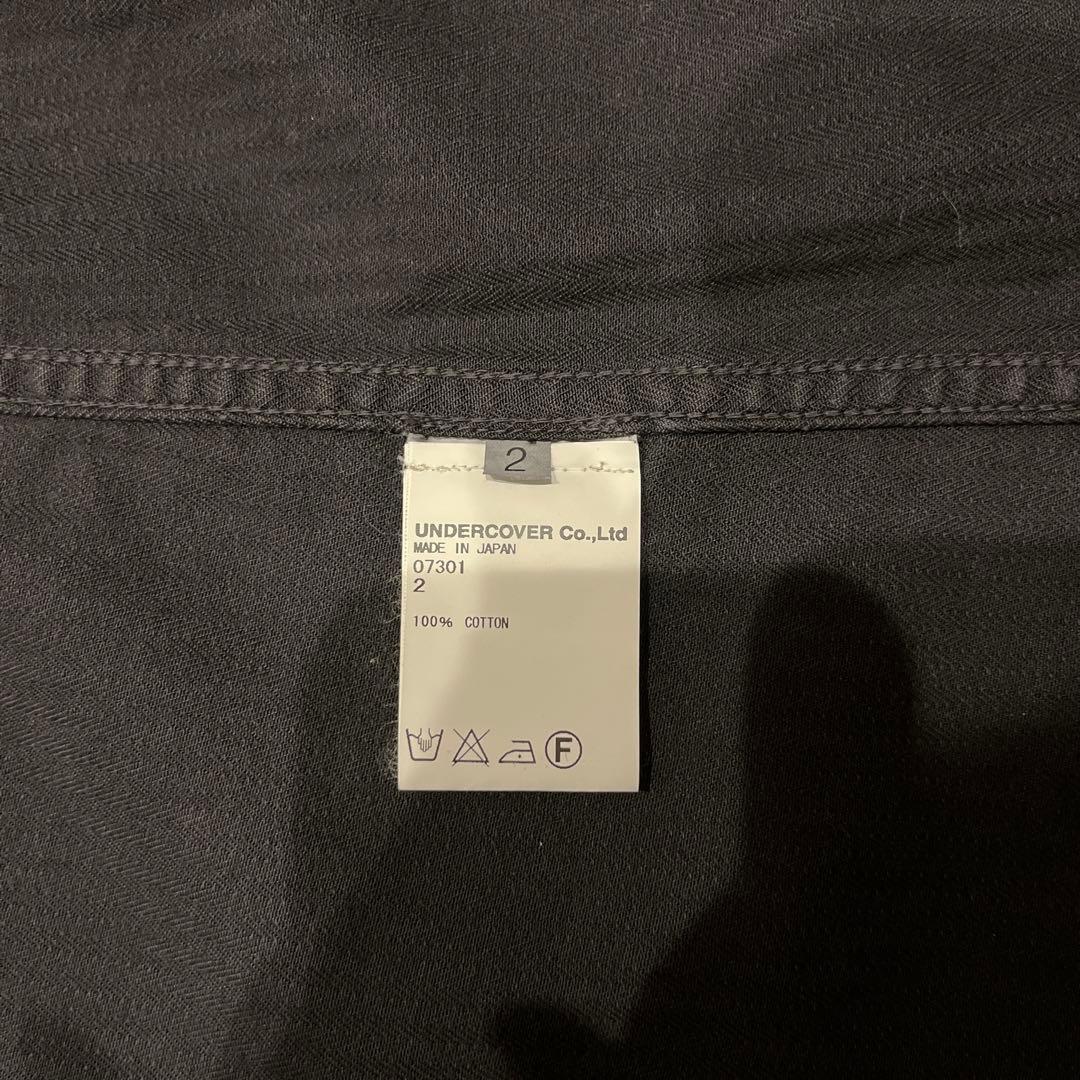 2
UNDERCOVER Co.,Ltd
MADE IN JAPAN
07301
2
100% COTTON
F